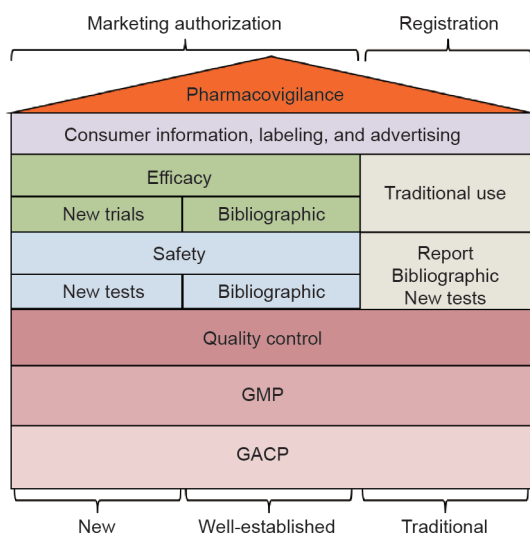 Marketing authorization
Registration
Pharmacovigilance
Consumer information, labeling, and advertising
Efficacy
Traditional use
New trials
Bibliographic
Safety
Report
Bibliographic
New tests
New tests
Bibliographic
Quality control
GMP
GACP
New
Well-established
Traditional